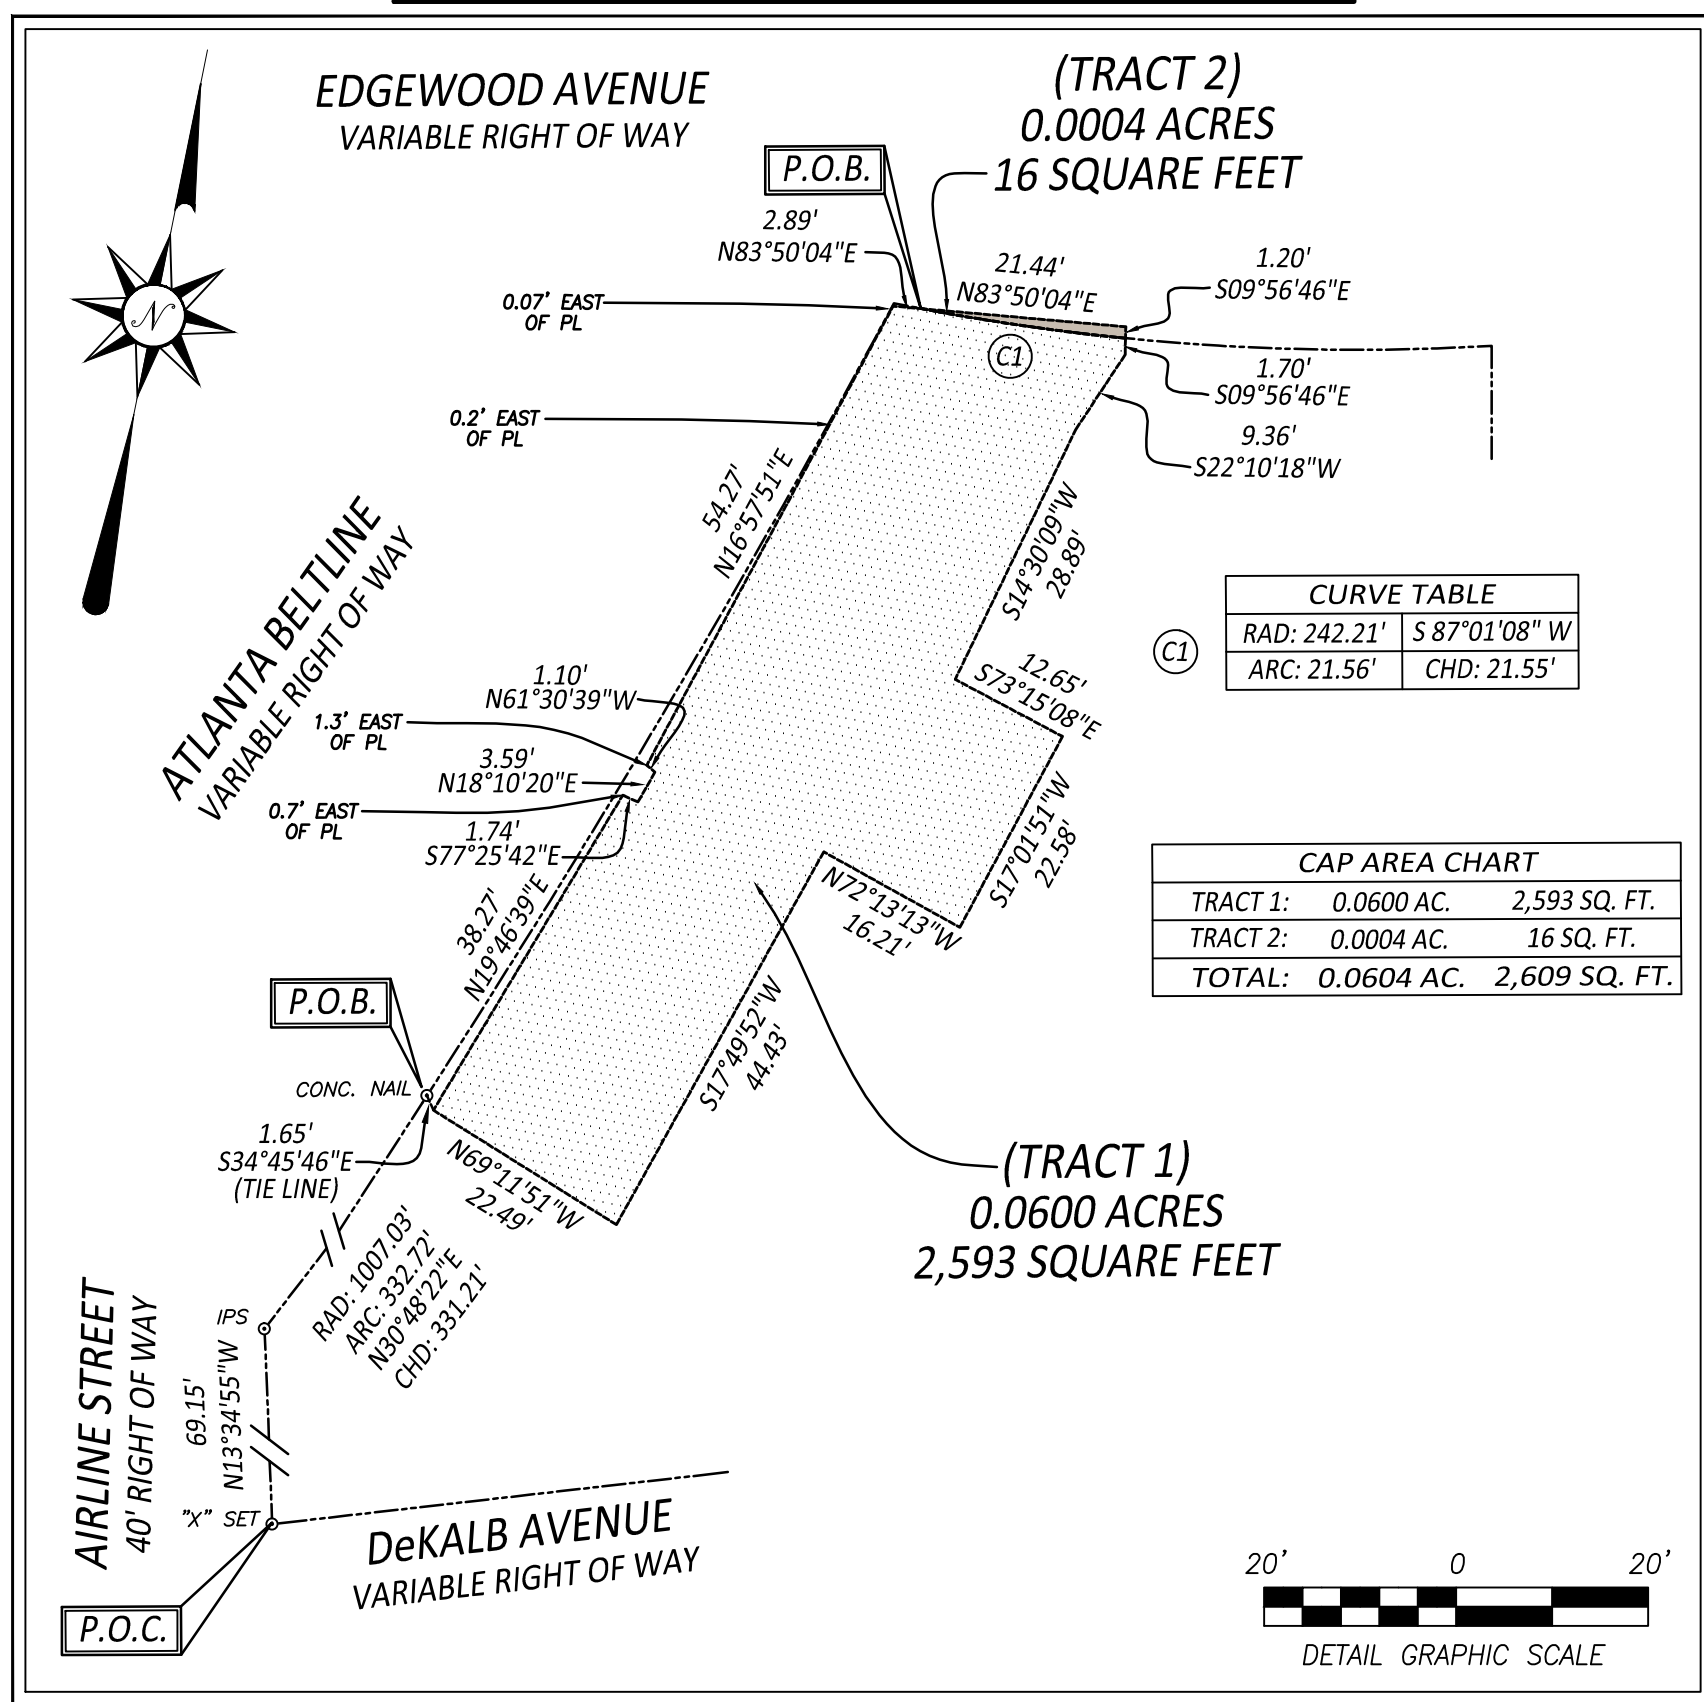 EDGEWOOD AVENUE
VARIABLE RIGHT OF WAY
(TRACT 2)
0.0004 ACRES
16 SQUARE FEET
P.O.B.
2.89'
N83°50'04"E
21.44'
N83°50'04"E
1.20'
S09°56'46"E
0.07' EAST
OF PL
N
C1
1.70'
S09°56'46"E
0.2' EAST
OF PL
9.36'
S22°10'18"W
54.27'
N16°57'51"E
S14°30'09"W
28.89'
ATLANTA BELTLINE
VARIABLE RIGHT OF WAY
CURVE TABLE
C1
RAD: 242.21' S 87°01'08" W
ARC: 21.56' CHD: 21.55'
12.65'
S73°15'08"E
1.10'
N61°30'39"W
1.3' EAST
OF PL
3.59'
N18°10'20"E
0.7' EAST
OF PL
1.74'
S77°25'42"E
S17°01'51"W
22.58'
N72°13'13"W
16.21'
CAP AREA CHART
TRACT 1: 0.0600 AC. 2,593 SQ. FT.
TRACT 2: 0.0004 AC. 16 SQ. FT.
TOTAL: 0.0604 AC. 2,609 SQ. FT.
38.27'
N19°46'39"E
P.O.B.
S17°49'52"W
44.43'
CONC. NAIL
1.65'
S34°45'46"E
(TIE LINE)
N69°11'51"W
22.49'
(TRACT 1)
0.0600 ACRES
2,593 SQUARE FEET
RAD: 1007.03'
ARC: 332.72'
N30°48'22"E
CHD: 331.21'
IPS
AIRLINE STREET
40' RIGHT OF WAY
69.15'
N13°34'55"W
"X" SET
DeKALB AVENUE
VARIABLE RIGHT OF WAY
P.O.C.
20' 0 20'
DETAIL GRAPHIC SCALE